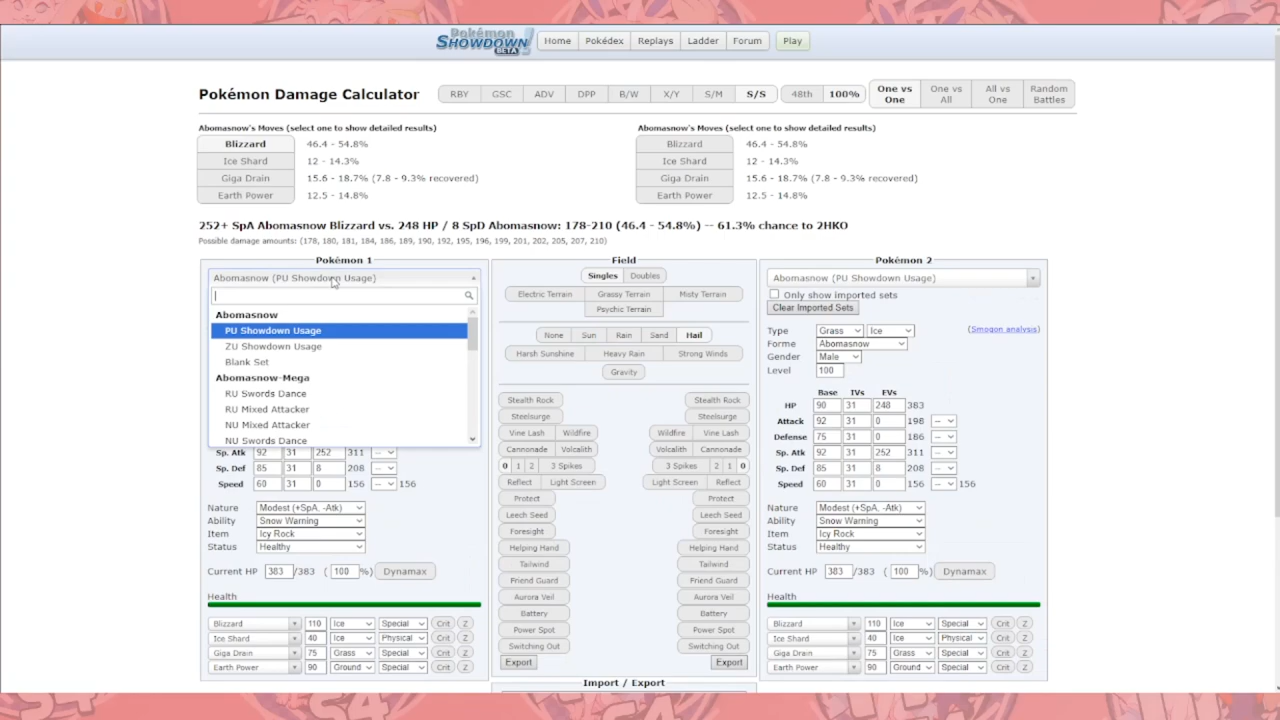 Pokémon
SHOWDOWN!
BETA
Home Pokédex Replays Ladder Forum Play
Pokémon Damage Calculator RBY GSC ADV DPP B/W X/Y S/M S/S 48th 100% One vs One One vs All All vs One Random Battles
Abomasnow's Moves (select one to show detailed results)
Blizzard 46.4 - 54.8%
Ice Shard 12 - 14.3%
Giga Drain 15.6 - 18.7% (7.8 - 9.3% recovered)
Earth Power 12.5 - 14.8%
Abomasnow's Moves (select one to show detailed results)
Blizzard 46.4 - 54.8%
Ice Shard 12 - 14.3%
Giga Drain 15.6 - 18.7% (7.8 - 9.3% recovered)
Earth Power 12.5 - 14.8%
252+ SpA Abomasnow Blizzard vs. 248 HP / 8 SpD Abomasnow: 178-210 (46.4 - 54.8%) -- 61.3% chance to 2HKO
Possible damage amounts: (178, 180, 181, 184, 186, 189, 190, 192, 195, 196, 199, 201, 202, 205, 207, 210)
Pokémon 1
Abomasnow (PU Showdown Usage)
Abomasnow
PU Showdown Usage
ZU Showdown Usage
Blank Set
Abomasnow-Mega
RU Swords Dance
RU Mixed Attacker
NU Mixed Attacker
NU Swords Dance
Sp. Atk 92 31 252 311 --
Sp. Def 85 31 8 208 --
Speed 60 31 0 156 -- 156
Nature Modest (+SpA, -Atk)
Ability Snow Warning
Item Icy Rock
Status Healthy
Current HP 383 /383 ( 100 %) Dynamax
Health
Blizzard 110 Ice Special Crit Z
Ice Shard 40 Ice Physical Crit Z
Giga Drain 75 Grass Special Crit Z
Earth Power 90 Ground Special Crit Z
Field
Singles Doubles
Electric Terrain Grassy Terrain Misty Terrain
Psychic Terrain
None Sun Rain Sand Hail
Harsh Sunshine Heavy Rain Strong Winds
Gravity
Stealth Rock Stealth Rock
Steelsurge Steelsurge
Vine Lash Wildfire Wildfire Vine Lash
Cannonade Volcalith Volcalith Cannonade
0 1 2 3 Spikes 3 Spikes 2 1 0
Reflect Light Screen Light Screen Reflect
Protect Protect
Leech Seed Leech Seed
Foresight Foresight
Helping Hand Helping Hand
Tailwind Tailwind
Friend Guard Friend Guard
Aurora Veil Aurora Veil
Battery Battery
Power Spot Power Spot
Switching Out Switching Out
Export Export
Import / Export
Pokémon 2
Abomasnow (PU Showdown Usage)
Only show imported sets
Clear Imported Sets
Type Grass Ice (Smogon analysis)
Forme Abomasnow
Gender Male
Level 100
Base IVs EVs
HP 90 31 248 383
Attack 92 31 0 198 --
Defense 75 31 0 186 --
Sp. Atk 92 31 252 311 --
Sp. Def 85 31 8 208 --
Speed 60 31 0 156 -- 156
Nature Modest (+SpA, -Atk)
Ability Snow Warning
Item Icy Rock
Status Healthy
Current HP 383 /383 ( 100 %) Dynamax
Health
Blizzard 110 Ice Special Crit Z
Ice Shard 40 Ice Physical Crit Z
Giga Drain 75 Grass Special Crit Z
Earth Power 90 Ground Special Crit Z